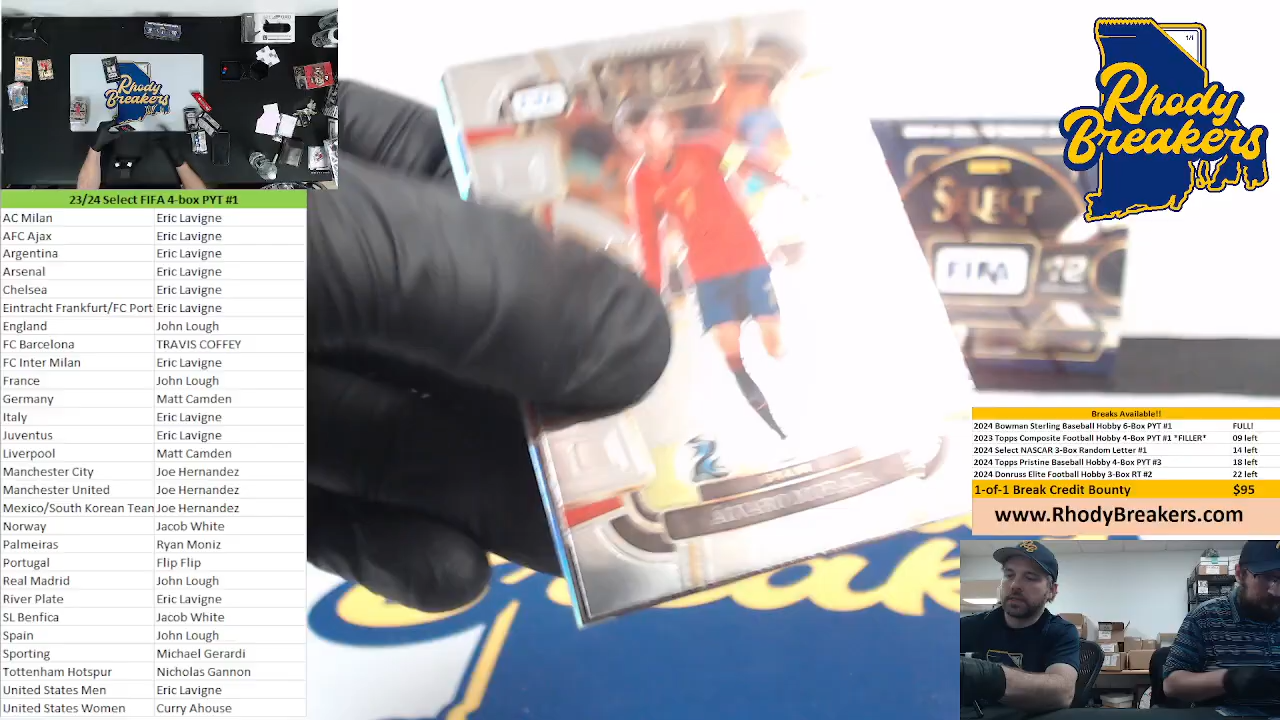 Rhody
Breakers
23/24 Select FIFA 4-box PYT #1
AC Milan Eric Lavigne
AFC Ajax Eric Lavigne
Argentina Eric Lavigne
Arsenal Eric Lavigne
Chelsea Eric Lavigne
Eintracht Frankfurt/FC Port Eric Lavigne
England John Lough
FC Barcelona TRAVIS COFFEY
FC Inter Milan Eric Lavigne
France John Lough
Germany Matt Camden
Italy Eric Lavigne
Juventus Eric Lavigne
Liverpool Matt Camden
Manchester City Joe Hernandez
Manchester United Joe Hernandez
Mexico/South Korean Team Joe Hernandez
Norway Jacob White
Palmeiras Ryan Moniz
Portugal Flip Flip
Real Madrid John Lough
River Plate Eric Lavigne
SL Benfica Jacob White
Spain John Lough
Sporting Michael Gerardi
Tottenham Hotspur Nicholas Gannon
United States Men Eric Lavigne
United States Women Curry Ahouse
SELECT
SELECT
FIFA 12
1/1
Rhody
Breakers
Breaks Available!!
2024 Bowman Sterling Baseball Hobby 6-Box PYT #1 FULL!
2023 Topps Composite Football Hobby 4-Box PYT #1 *FILLER* 09 left
2024 Select NASCAR 3-Box Random Letter #1 14 left
2024 Topps Pristine Baseball Hobby 4-Box PYT #3 18 left
2024 Donruss Elite Football Hobby 3-Box RT #2 22 left
1-of-1 Break Credit Bounty $95
www.RhodyBreakers.com